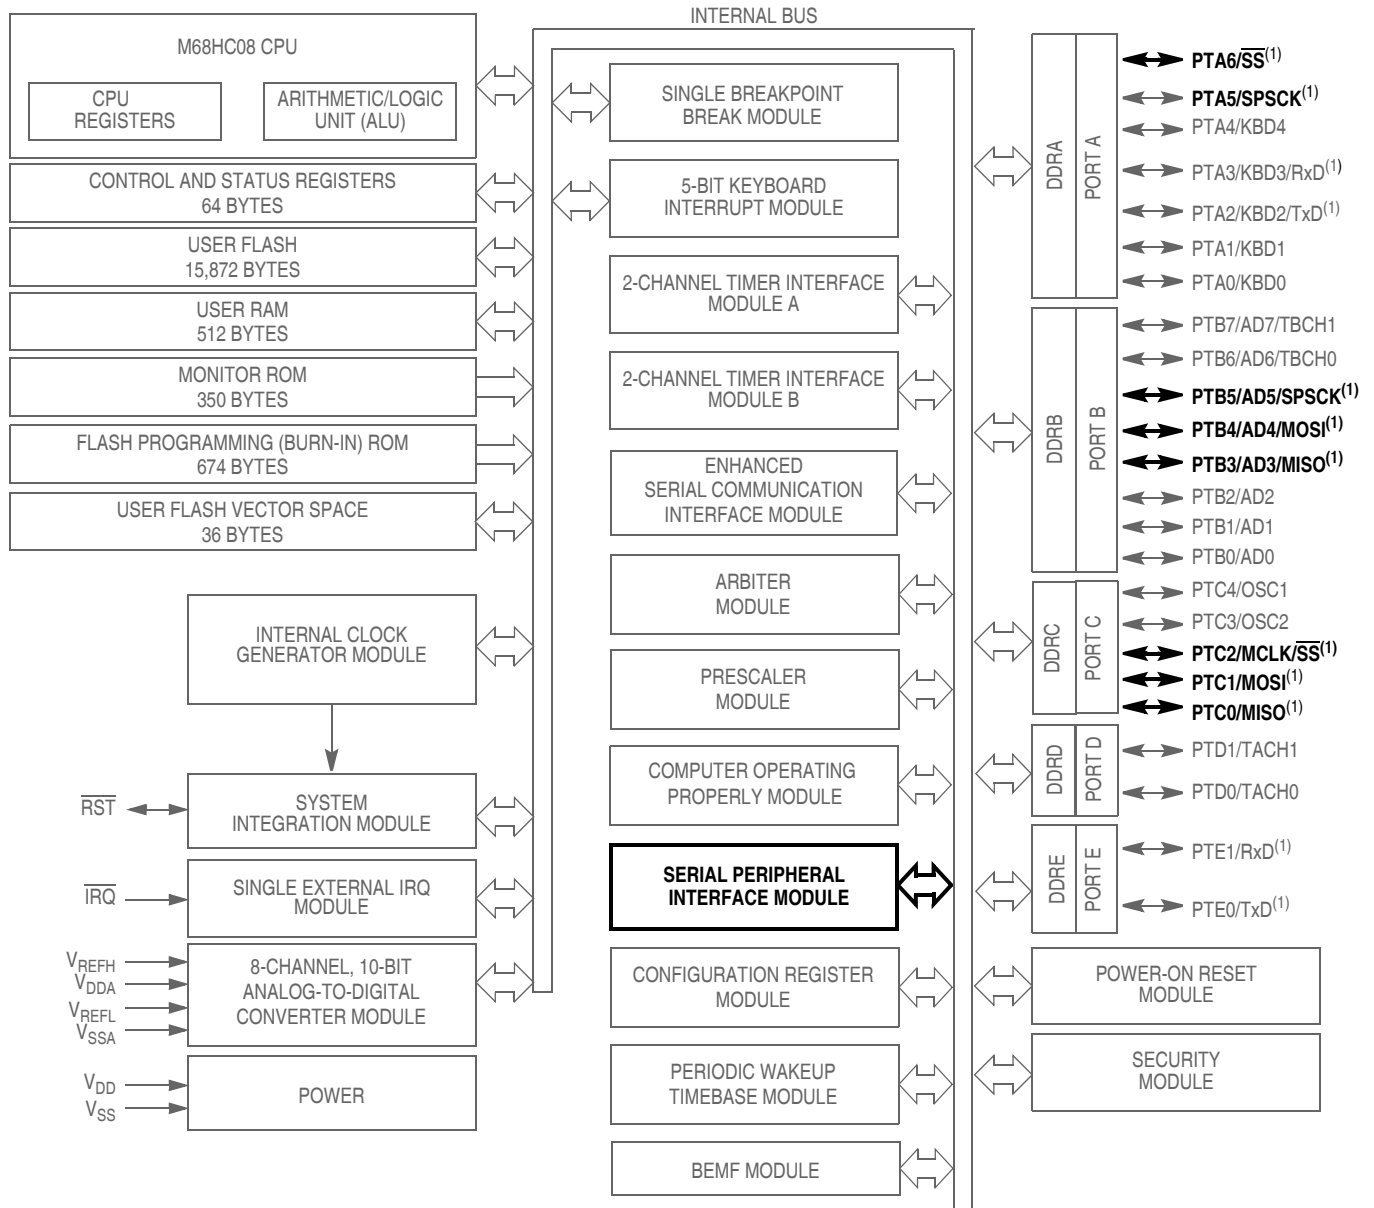 INTERNAL BUS
M68HC08 CPU
CPU
REGISTERS
ARITHMETIC/LOGIC
UNIT (ALU)
CONTROL AND STATUS REGISTERS
64 BYTES
USER FLASH
15,872 BYTES
USER RAM
512 BYTES
MONITOR ROM
350 BYTES
FLASH PROGRAMMING (BURN-IN) ROM
674 BYTES
USER FLASH VECTOR SPACE
36 BYTES
INTERNAL CLOCK
GENERATOR MODULE
RST
SYSTEM
INTEGRATION MODULE
IRQ
SINGLE EXTERNAL IRQ
MODULE
VREFH
VDDA
VREFL
VSSA
8-CHANNEL, 10-BIT
ANALOG-TO-DIGITAL
CONVERTER MODULE
VDD
VSS
POWER
SINGLE BREAKPOINT
BREAK MODULE
5-BIT KEYBOARD
INTERRUPT MODULE
2-CHANNEL TIMER INTERFACE
MODULE A
2-CHANNEL TIMER INTERFACE
MODULE B
ENHANCED
SERIAL COMMUNICATION
INTERFACE MODULE
ARBITER
MODULE
PRESCALER
MODULE
COMPUTER OPERATING
PROPERLY MODULE
SERIAL PERIPHERAL
INTERFACE MODULE
CONFIGURATION REGISTER
MODULE
PERIODIC WAKEUP
TIMEBASE MODULE
BEMF MODULE
DDRA
PORT A
PTA6/SS(1)
PTA5/SPSCK(1)
PTA4/KBD4
PTA3/KBD3/RxD(1)
PTA2/KBD2/TxD(1)
PTA1/KBD1
PTA0/KBD0
DDRB
PORT B
PTB7/AD7/TBCH1
PTB6/AD6/TBCH0
PTB5/AD5/SPSCK(1)
PTB4/AD4/MOSI(1)
PTB3/AD3/MISO(1)
PTB2/AD2
PTB1/AD1
PTB0/AD0
DDRC
PORT C
PTC4/OSC1
PTC3/OSC2
PTC2/MCLK/SS(1)
PTC1/MOSI(1)
PTC0/MISO(1)
DDRD
PORT D
PTD1/TACH1
PTD0/TACH0
DDRE
PORT E
PTE1/RxD(1)
PTE0/TxD(1)
POWER-ON RESET
MODULE
SECURITY
MODULE